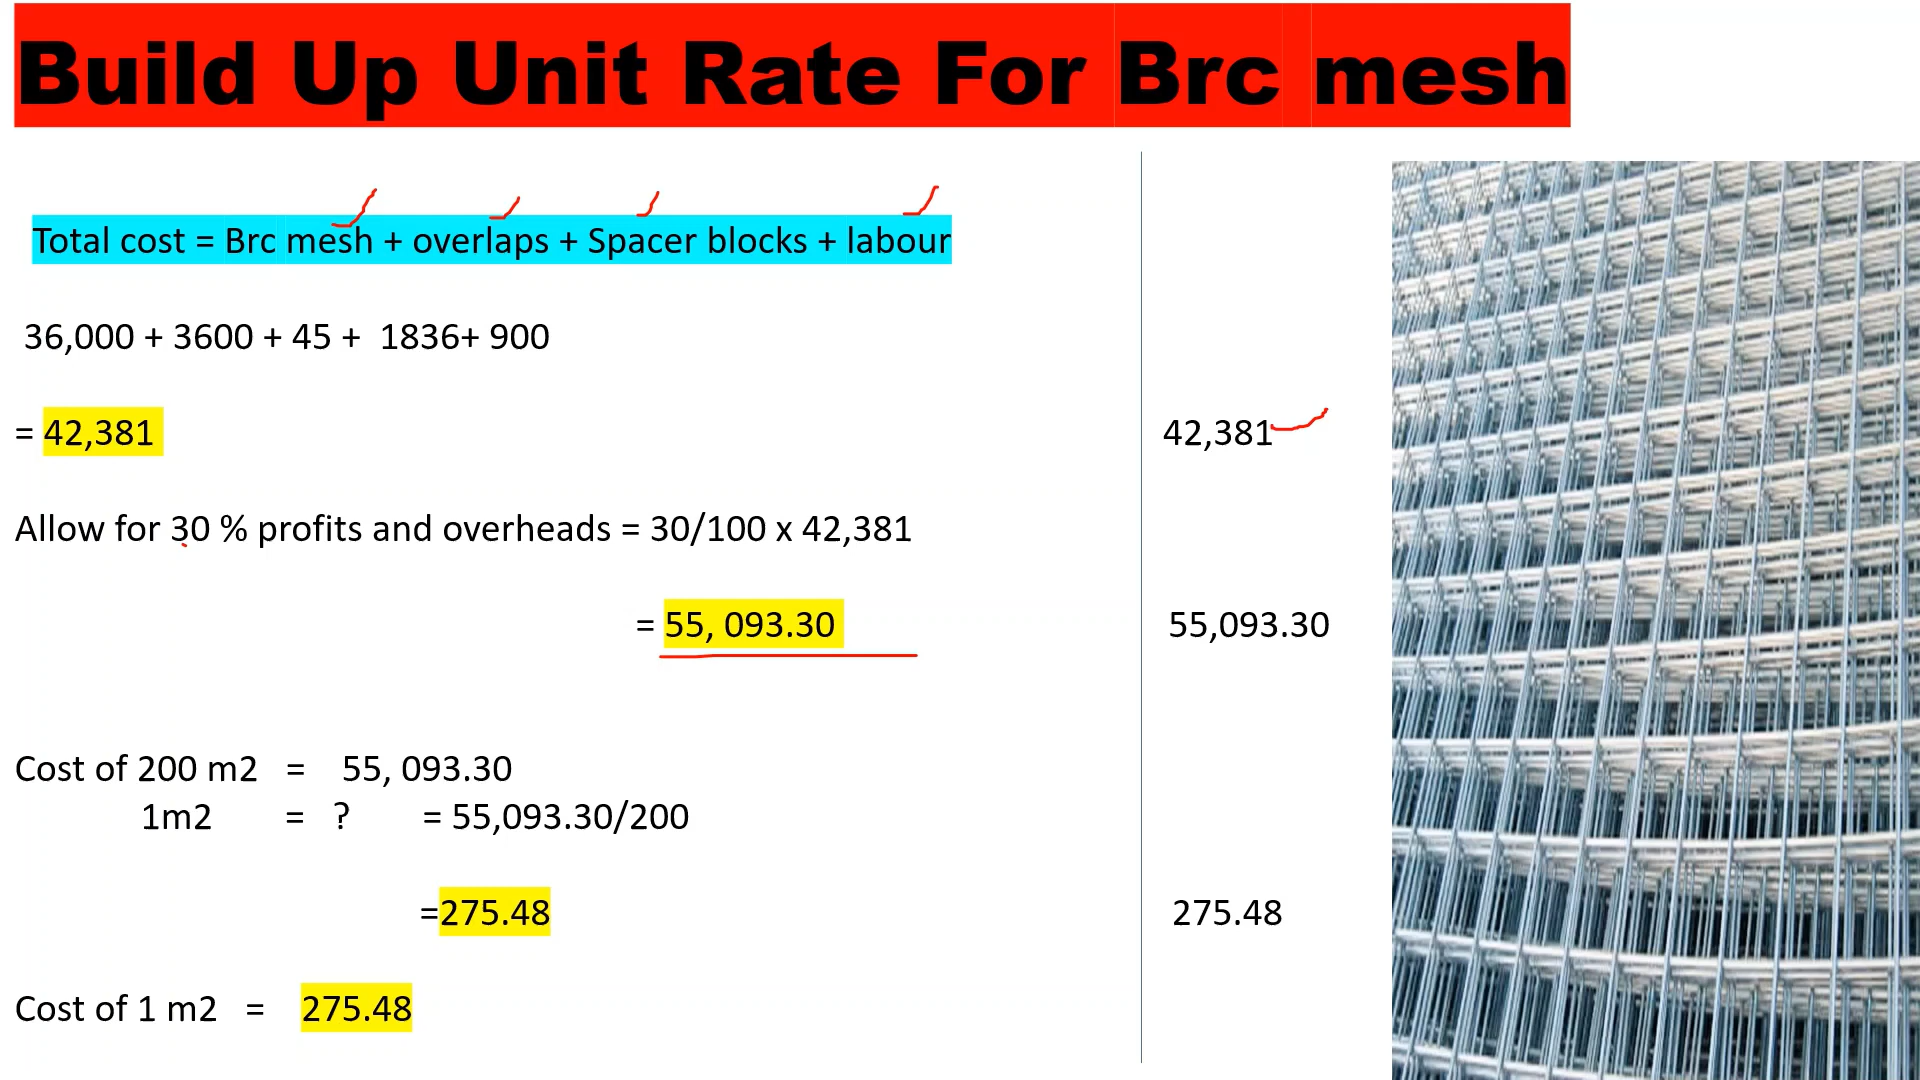 Build Up Unit Rate For Brc mesh
Total cost = Brc mesh + overlaps + Spacer blocks + labour
36,000 + 3600 + 45 + 1836+ 900
= 42,381 42,381
Allow for 30 % profits and overheads = 30/100 x 42,381
= 55, 093.30 55,093.30
Cost of 200 m2 = 55, 093.30
1m2 = ? = 55,093.30/200
=275.48 275.48
Cost of 1 m2 = 275.48